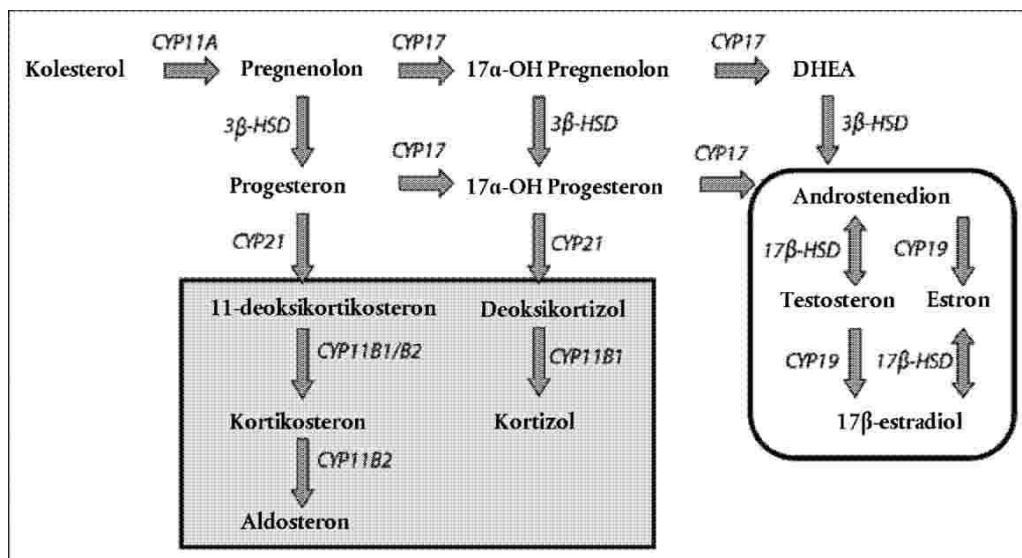 CYP11A CYP17 CYP17
Kolesterol Pregnenolon 17α-OH Pregnenolon DHEA
3β-HSD 3β-HSD 3β-HSD
CYP17 CYP17
Progesteron 17α-OH Progesteron
Androstenedion
CYP21 CYP21 17β-HSD CYP19
11-deoksikortikosteron Deoksikortizol Testosteron Estron
CYP11B1/B2 CYP11B1 CYP19 17β-HSD
Kortikosteron Kortizol 17β-estradiol
CYP11B2
Aldosteron